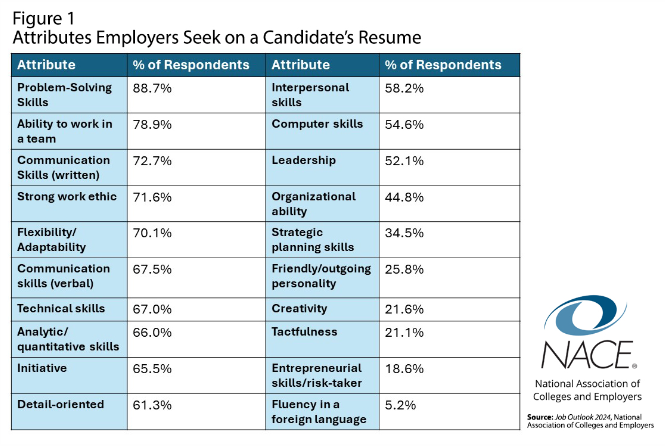 Figure 1
Attributes Employers Seek on a Candidate's Resume
Attribute % of Respondents Attribute % of Respondents
Problem-Solving
Skills
88.7%
Interpersonal
skills
58.2%
Ability to work in
a team
78.9%
Computer skills
54.6%
Communication
Skills (written)
72.7%
Leadership
52.1%
Strong work ethic
71.6%
Organizational
ability
44.8%
Flexibility/
Adaptability
70.1%
Strategic
planning skills
34.5%
Communication
skills (verbal)
67.5%
Friendly/outgoing
personality
25.8%
Technical skills
67.0%
Creativity
21.6%
Analytic/
quantitative skills
66.0%
Tactfulness
21.1%
Initiative
65.5%
Entrepreneurial
skills/risk-taker
18.6%
Detail-oriented
61.3%
Fluency in a
foreign language
5.2%
NACE®
National Association of
Colleges and Employers
Source: Job Outlook 2024, National
Association of Colleges and Employers